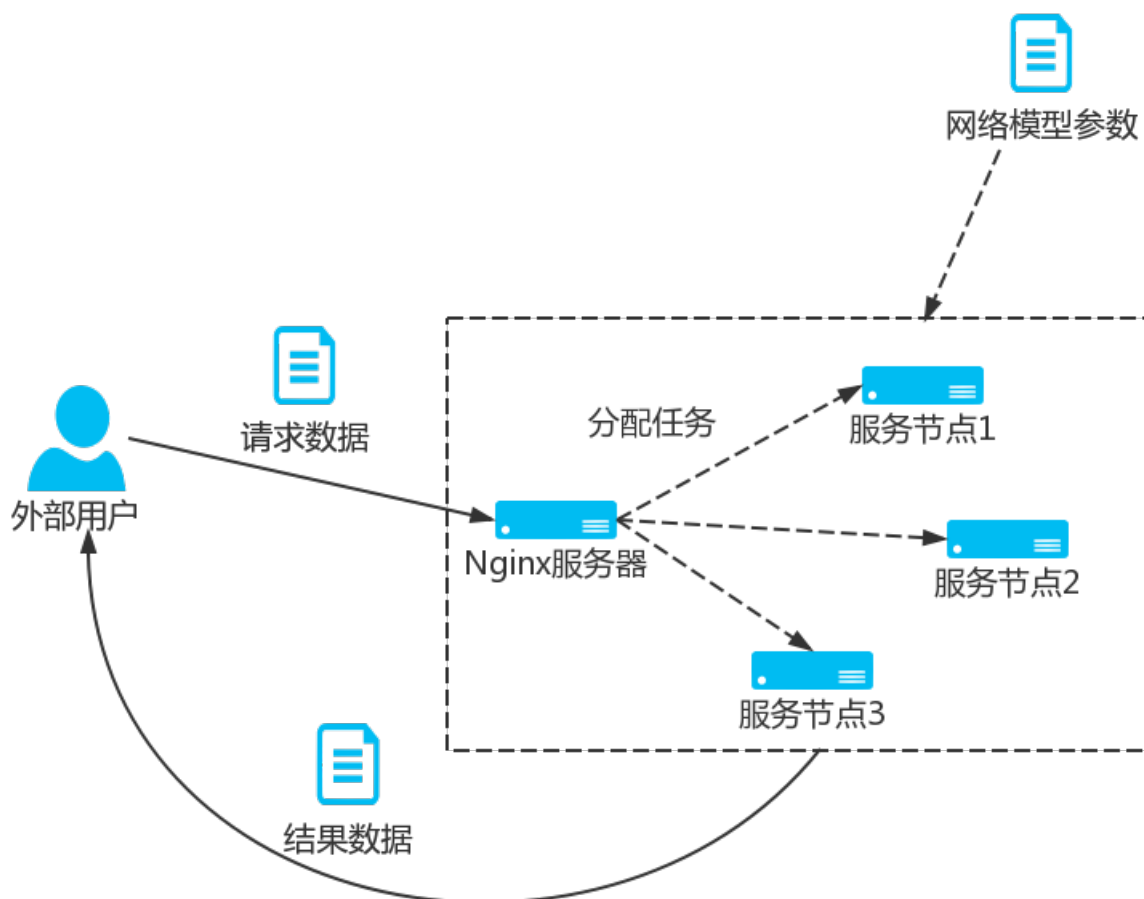 网络模型参数
请求数据
分配任务
服务节点1
外部用户
Nginx服务器
服务节点2
服务节点3
结果数据